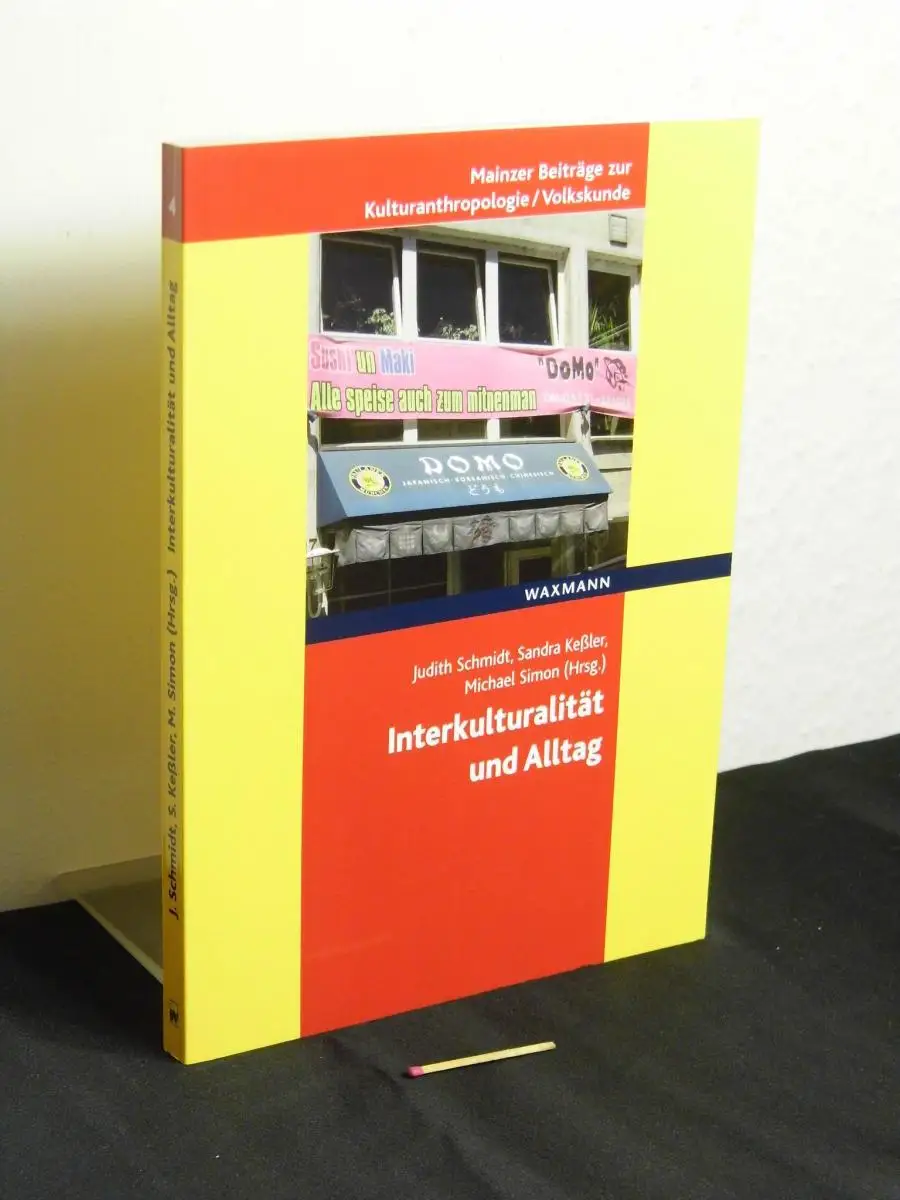 4
J. Schmidt, S. Keßler, M. Simon (Hrsg.) Interkulturalität und Alltag
W
Mainzer Beiträge zur
Kulturanthropologie / Volkskunde
Sushi un Maki
"DoMo"
Alle speise auch zum mitnenman
DOMO
JAPANISCH · KOREANISCH · CHINESISCH
どうも
PAULANER
MÜNCHEN
WAXMANN
Judith Schmidt, Sandra Keßler,
Michael Simon (Hrsg.)
Interkulturalität
und Alltag